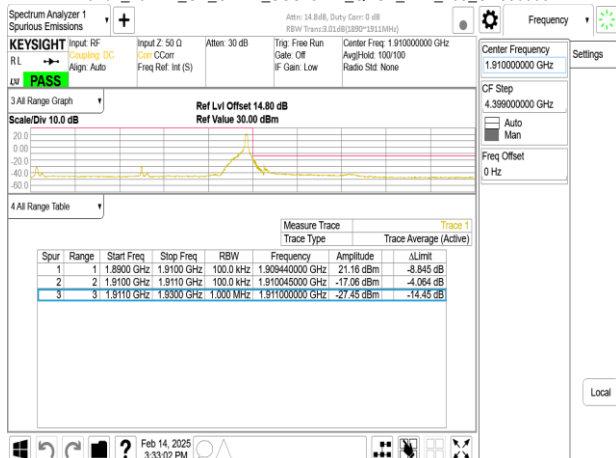 Spectrum Analyzer 1
Spurious Emissions
Attn: 14.8dB, Duty Corr: 0 dB
RBW Trans:3.01dB(1890~1911MHz)
Frequency
KEYSIGHT Input: RF Input Z: 50 Ω Atten: 30 dB Trig: Free Run Center Freq: 1.910000000 GHz
RL Coupling: DC Corr CCorr Gate: Off Avg|Hold: 100/100
Align: Auto Freq Ref: Int (S) IF Gain: Low Radio Std: None
LXI PASS
Center Frequency
1.910000000 GHz
Settings
CF Step
4.399000000 GHz
Auto
Man
Freq Offset
0 Hz
3 All Range Graph
Ref Lvl Offset 14.80 dB
Scale/Div 10.0 dB Ref Value 30.00 dBm
20.0
0.00
-20.0
-40.0
-60.0
4 All Range Table
Measure Trace Trace 1
Trace Type Trace Average (Active)
Spur Range Start Freq Stop Freq RBW Frequency Amplitude ΔLimit
1 1 1.8900 GHz 1.9100 GHz 100.0 kHz 1.909440000 GHz 21.16 dBm -8.845 dB
2 2 1.9100 GHz 1.9110 GHz 100.0 kHz 1.910045000 GHz -17.06 dBm -4.064 dB
3 3 1.9110 GHz 1.9300 GHz 1.000 MHz 1.911000000 GHz -27.45 dBm -14.45 dB
Local
? Feb 14, 2025
3:33:02 PM